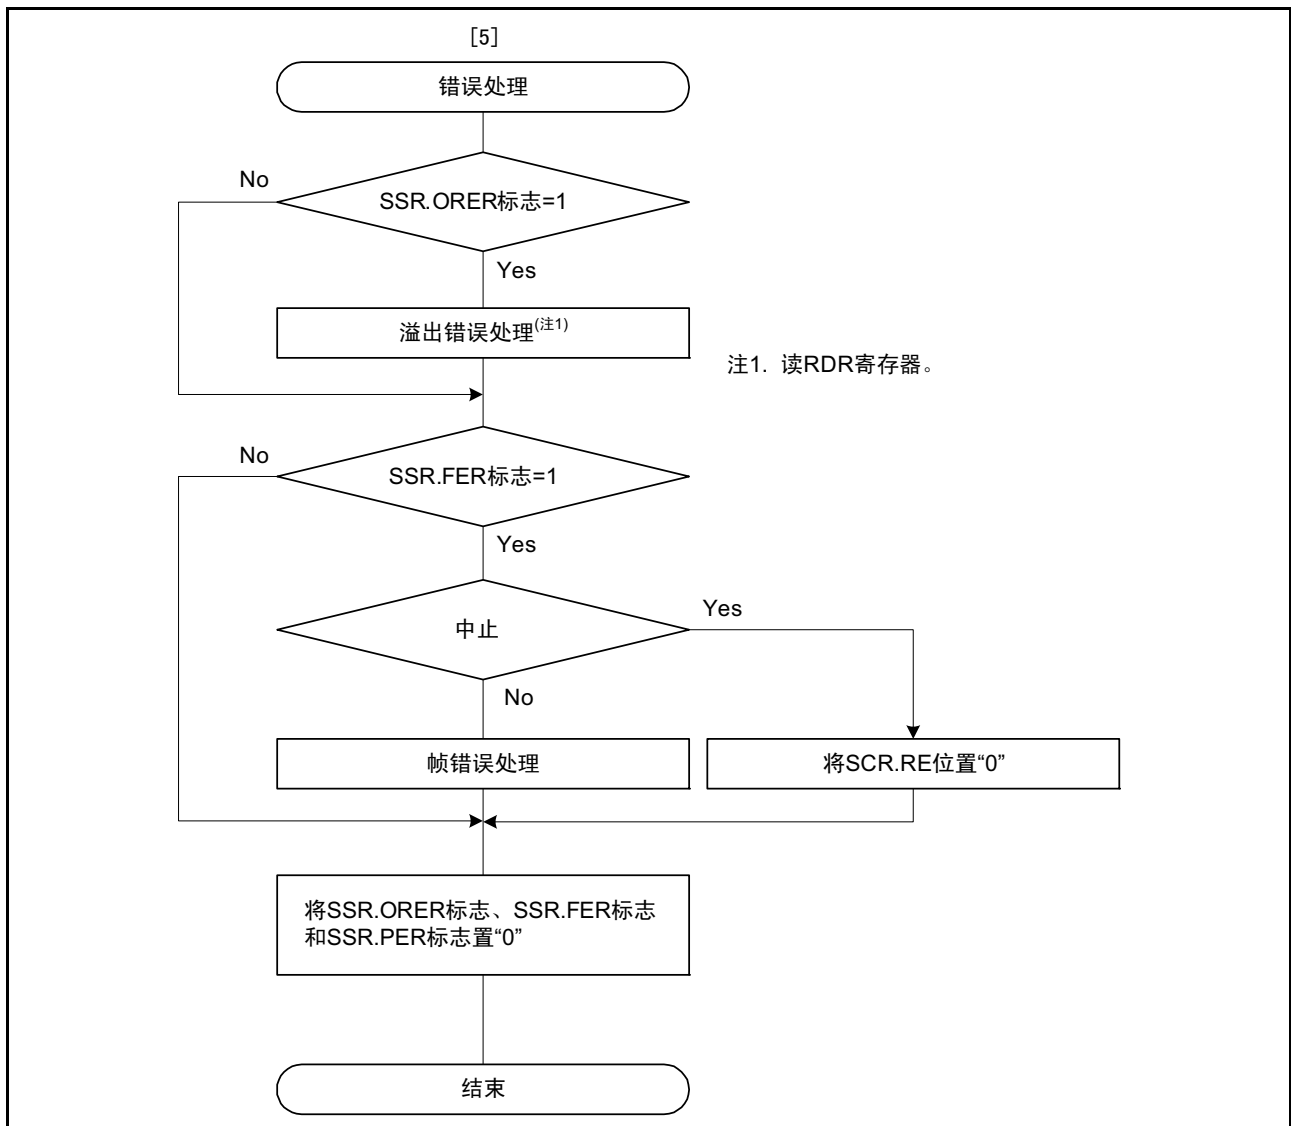 [5]
错误处理
No
SSR.ORER标志=1
Yes
溢出错误处理(注1)
注1. 读RDR寄存器。
No
SSR.FER标志=1
Yes
中止
Yes
No
帧错误处理
将SCR.RE位置“0”
将SSR.ORER标志、SSR.FER标志
和SSR.PER标志置“0”
结束